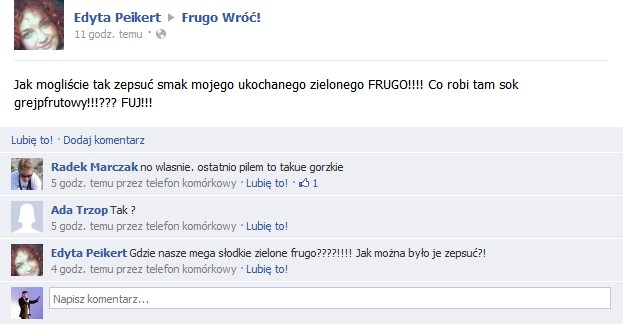 Edyta Peikert ▸ Frugo Wróć!
11 godz. temu ·
Jak mogliście tak zepsuć smak mojego ukochanego zielonego FRUGO!!!! Co robi tam sok
grejpfrutowy!!!??? FUJ!!!
Lubię to! · Dodaj komentarz
Radek Marczak no wlasnie. ostatnio pilem to takue gorzkie
5 godz. temu przez telefon komórkowy · Lubię to! · 1
Ada Trzop Tak ?
5 godz. temu przez telefon komórkowy · Lubię to!
Edyta Peikert Gdzie nasze mega słodkie zielone frugo????!!!! Jak można było je zepsuć?!
4 godz. temu przez telefon komórkowy · Lubię to!
Napisz komentarz...